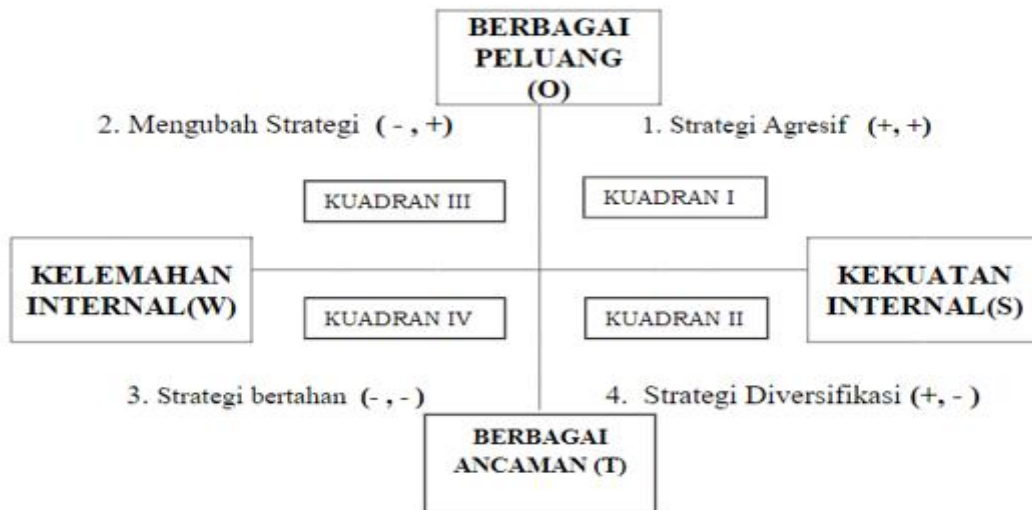 BERBAGAI
PELUANG
(O)
2. Mengubah Strategi ( - , +)
1. Strategi Agresif (+, +)
KUADRAN III
KUADRAN I
KELEMAHAN
INTERNAL(W)
KEKUATAN
INTERNAL(S)
KUADRAN IV
KUADRAN II
3. Strategi bertahan (- , - )
4. Strategi Diversifikasi (+, - )
BERBAGAI
ANCAMAN (T)